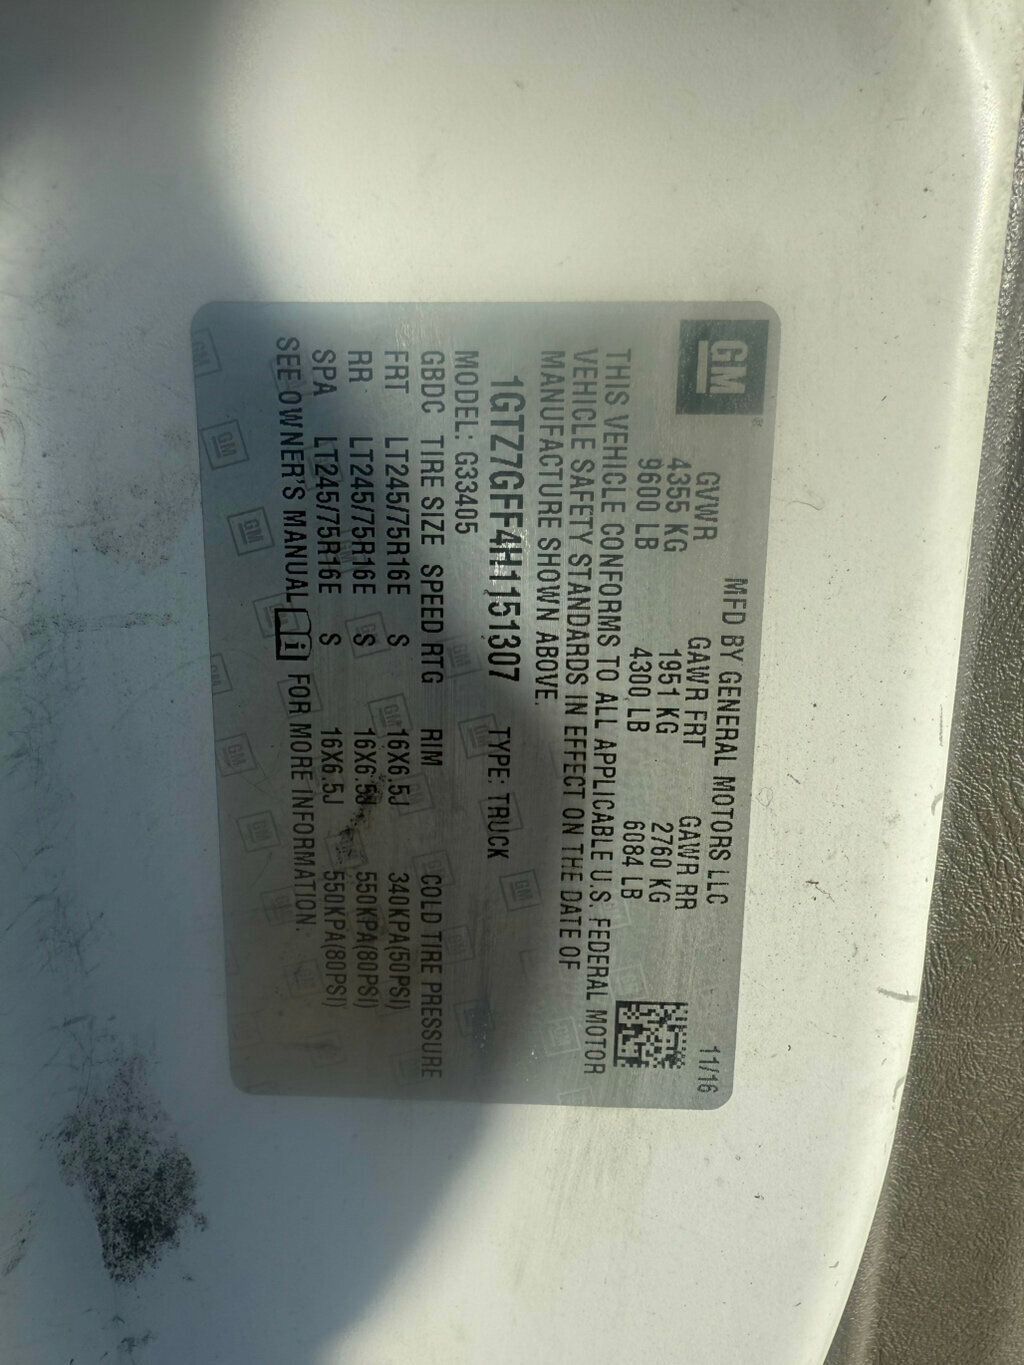 GM
MFD BY GENERAL MOTORS LLC 11/16
GVWR GAWR FRT GAWR RR
4355 KG 1951 KG 2760 KG
9600 LB 4300 LB 6084 LB
THIS VEHICLE CONFORMS TO ALL APPLICABLE U.S. FEDERAL MOTOR
VEHICLE SAFETY STANDARDS IN EFFECT ON THE DATE OF
MANUFACTURE SHOWN ABOVE.
1GTZ7GFF4H1151307 TYPE: TRUCK
MODEL: G33405
GBDC TIRE SIZE SPEED RTG RIM COLD TIRE PRESSURE
FRT LT245/75R16E S 16X6.5J 340KPA(50PSI)
RR LT245/75R16E S 16X6.5J 550KPA(80PSI)
SPA LT245/75R16E S 16X6.5J 550KPA(80PSI)
SEE OWNER'S MANUAL i FOR MORE INFORMATION.